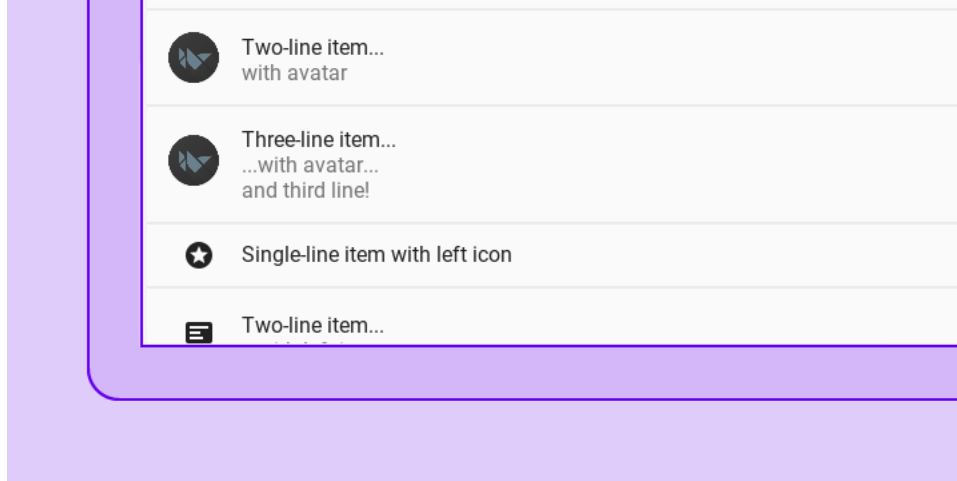 Two-line item...
with avatar
Three-line item...
...with avatar...
and third line!
Single-line item with left icon
Two-line item...